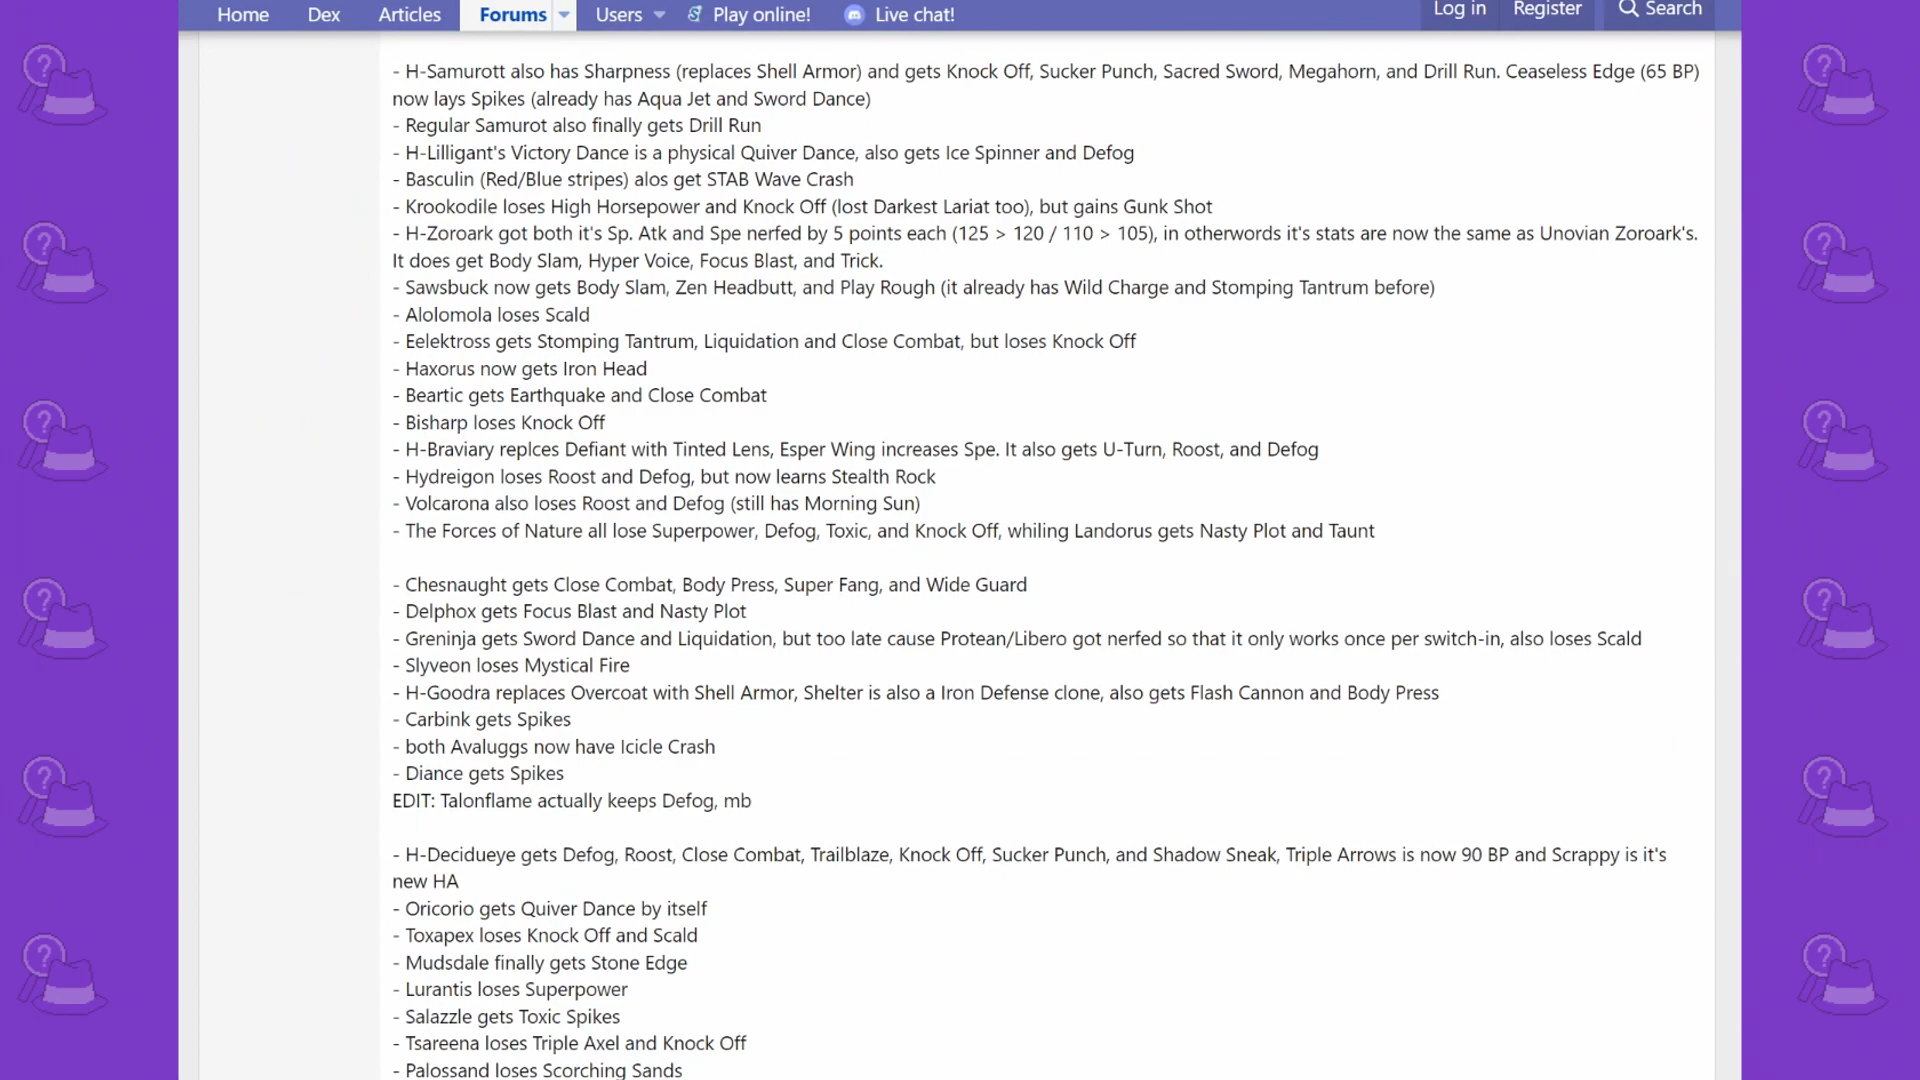 Home Dex Articles Forums Users Play online! Live chat! Log in Register Search
- H-Samurott also has Sharpness (replaces Shell Armor) and gets Knock Off, Sucker Punch, Sacred Sword, Megahorn, and Drill Run. Ceaseless Edge (65 BP)
now lays Spikes (already has Aqua Jet and Sword Dance)
- Regular Samurot also finally gets Drill Run
- H-Lilligant's Victory Dance is a physical Quiver Dance, also gets Ice Spinner and Defog
- Basculin (Red/Blue stripes) alos get STAB Wave Crash
- Krookodile loses High Horsepower and Knock Off (lost Darkest Lariat too), but gains Gunk Shot
- H-Zoroark got both it's Sp. Atk and Spe nerfed by 5 points each (125 > 120 / 110 > 105), in otherwords it's stats are now the same as Unovian Zoroark's.
It does get Body Slam, Hyper Voice, Focus Blast, and Trick.
- Sawsbuck now gets Body Slam, Zen Headbutt, and Play Rough (it already has Wild Charge and Stomping Tantrum before)
- Alolomola loses Scald
- Eelektross gets Stomping Tantrum, Liquidation and Close Combat, but loses Knock Off
- Haxorus now gets Iron Head
- Beartic gets Earthquake and Close Combat
- Bisharp loses Knock Off
- H-Braviary replces Defiant with Tinted Lens, Esper Wing increases Spe. It also gets U-Turn, Roost, and Defog
- Hydreigon loses Roost and Defog, but now learns Stealth Rock
- Volcarona also loses Roost and Defog (still has Morning Sun)
- The Forces of Nature all lose Superpower, Defog, Toxic, and Knock Off, whiling Landorus gets Nasty Plot and Taunt
- Chesnaught gets Close Combat, Body Press, Super Fang, and Wide Guard
- Delphox gets Focus Blast and Nasty Plot
- Greninja gets Sword Dance and Liquidation, but too late cause Protean/Libero got nerfed so that it only works once per switch-in, also loses Scald
- Slyveon loses Mystical Fire
- H-Goodra replaces Overcoat with Shell Armor, Shelter is also a Iron Defense clone, also gets Flash Cannon and Body Press
- Carbink gets Spikes
- both Avaluggs now have Icicle Crash
- Diance gets Spikes
EDIT: Talonflame actually keeps Defog, mb
- H-Decidueye gets Defog, Roost, Close Combat, Trailblaze, Knock Off, Sucker Punch, and Shadow Sneak, Triple Arrows is now 90 BP and Scrappy is it's
new HA
- Oricorio gets Quiver Dance by itself
- Toxapex loses Knock Off and Scald
- Mudsdale finally gets Stone Edge
- Lurantis loses Superpower
- Salazzle gets Toxic Spikes
- Tsareena loses Triple Axel and Knock Off
- Palossand loses Scorching Sands